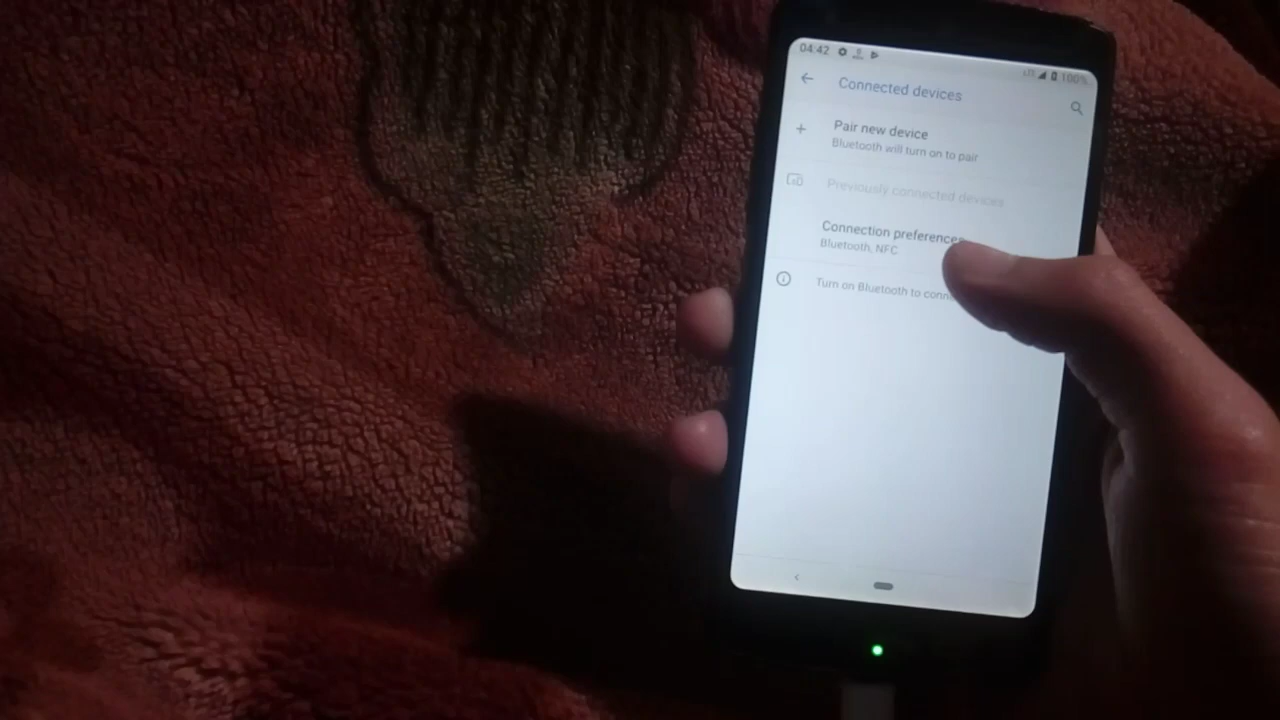 04:42
LTE 100%
Connected devices
Pair new device
Bluetooth will turn on to pair
Previously connected devices
Connection preferences
Bluetooth, NFC
Turn on Bluetooth to